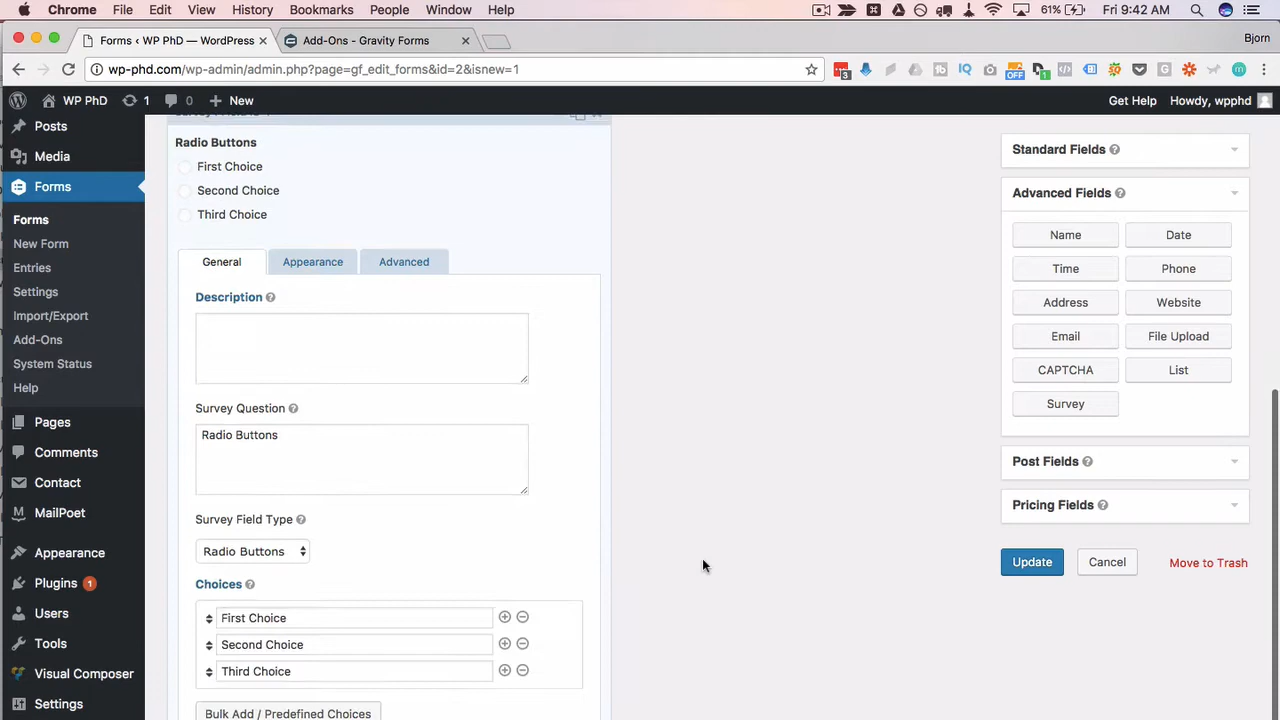 Chrome File Edit View History Bookmarks People Window Help 61% Fri 9:42 AM
Forms ‹ WP PhD — WordPress × Add-Ons - Gravity Forms × Bjorn
wp-phd.com/wp-admin/admin.php?page=gf_edit_forms&id=2&isnew=1
WP PhD 1 0 New Get Help Howdy, wpphd
Posts
Media
Forms
Forms
New Form
Entries
Settings
Import/Export
Add-Ons
System Status
Help
Pages
Comments
Contact
MailPoet
Appearance
Plugins 1
Users
Tools
Visual Composer
Settings
Radio Buttons
First Choice
Second Choice
Third Choice
General Appearance Advanced
Description
Survey Question
Radio Buttons
Survey Field Type
Radio Buttons
Choices
First Choice
Second Choice
Third Choice
Bulk Add / Predefined Choices
Standard Fields
Advanced Fields
Name Date
Time Phone
Address Website
Email File Upload
CAPTCHA List
Survey
Post Fields
Pricing Fields
Update Cancel Move to Trash